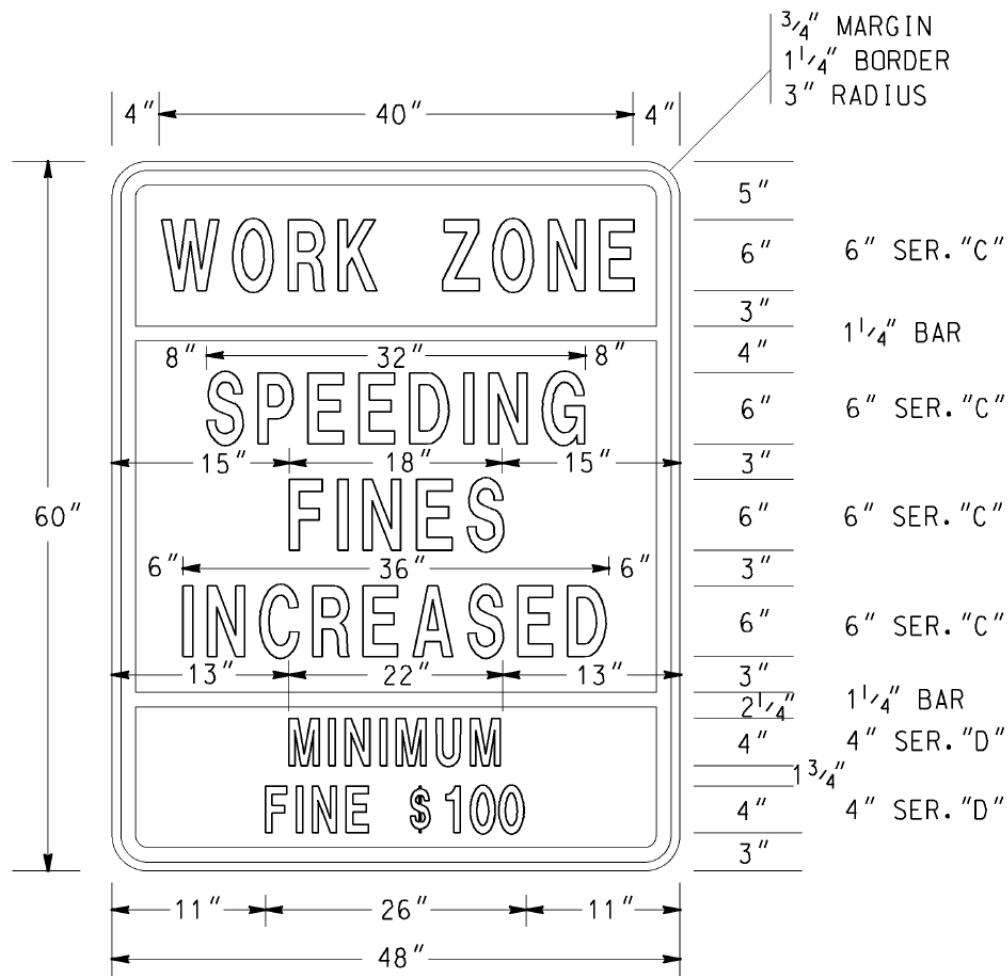 3/4" MARGIN
1 1/4" BORDER
3" RADIUS
4" 40" 4"
5"
WORK ZONE
6" 6" SER. "C"
3"
1 1/4" BAR
4"
8" 32" 8"
SPEEDING
6" 6" SER. "C"
15" 18" 15"
3"
60"
FINES
6" 6" SER. "C"
6" 36" 6"
3"
INCREASED
6" 6" SER. "C"
13" 22" 13"
3"
2 1/4" 1 1/4" BAR
MINIMUM
4" 4" SER. "D"
1 3/4"
FINE $100
4" 4" SER. "D"
3"
11" 26" 11"
48"